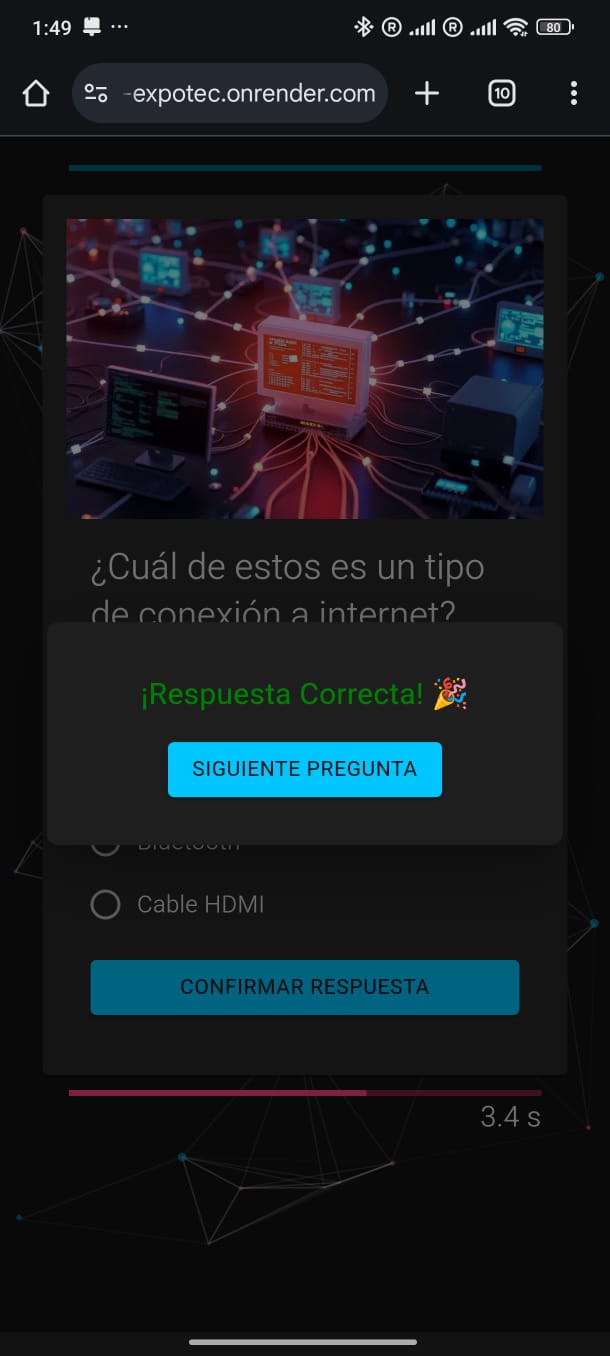 1:49
80
-expotec.onrender.com
10
¿Cuál de estos es un tipo
de conexión a internet?
¡Respuesta Correcta! 🎉
SIGUIENTE PREGUNTA
Bluetooth
Cable HDMI
CONFIRMAR RESPUESTA
3.4 s